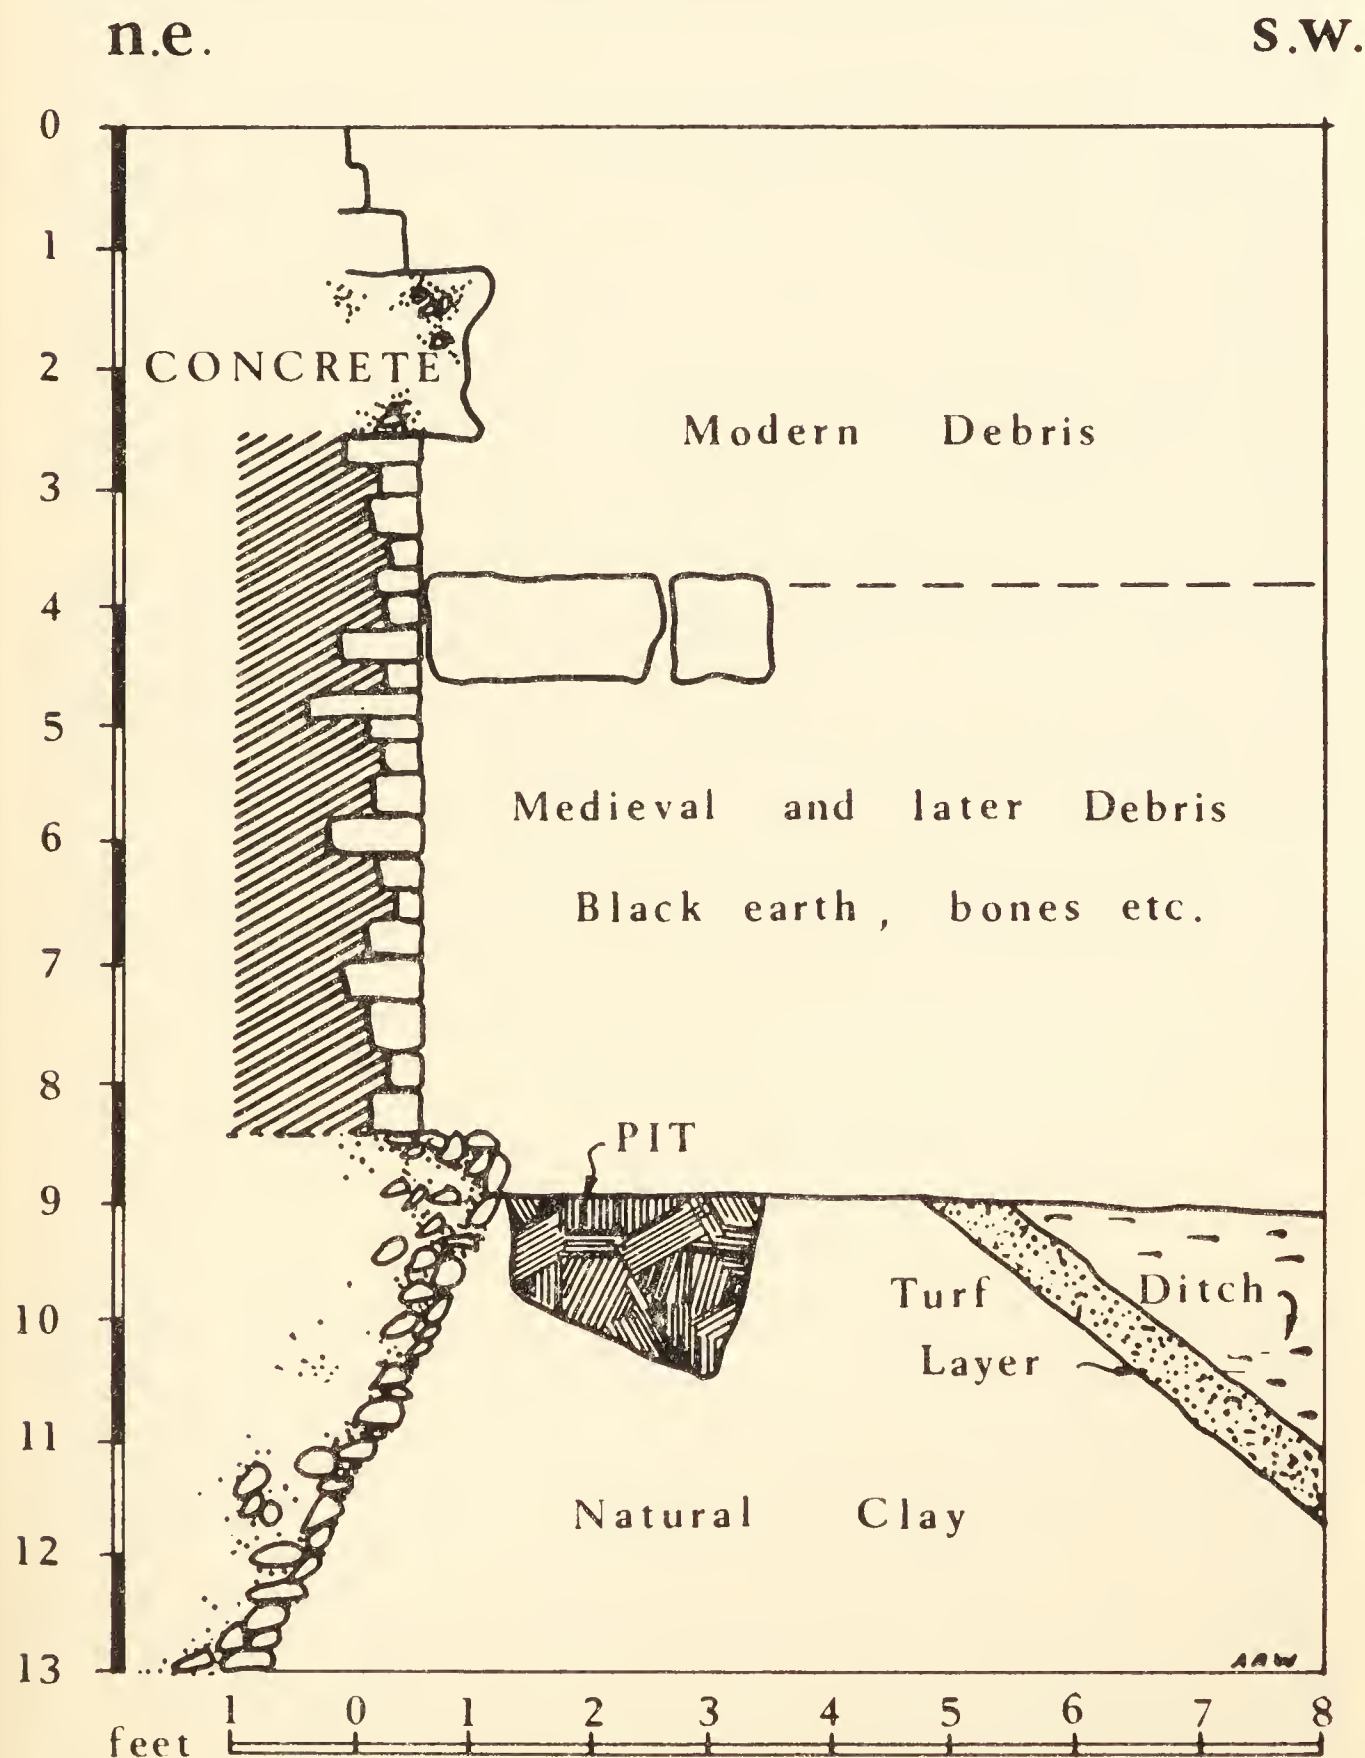 n.e. s.w.
0
1
CONCRETE
2
Modern Debris
3
4
5
Medieval and later Debris
6
Black earth, bones etc.
7
8
PIT
9
Turf Ditch
10
Layer
11
Natural Clay
12
AAW
13
1 0 1 2 3 4 5 6 7 8
feet